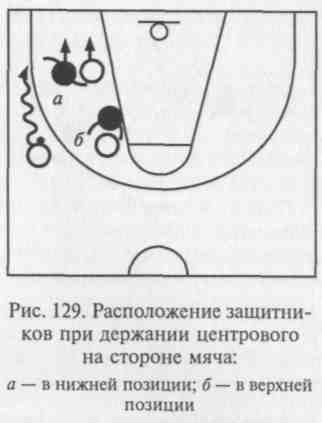 а
б
Рис. 129. Расположение защитни-
ков при держании центрового
на стороне мяча:
а — в нижней позиции; б — в верхней
позиции